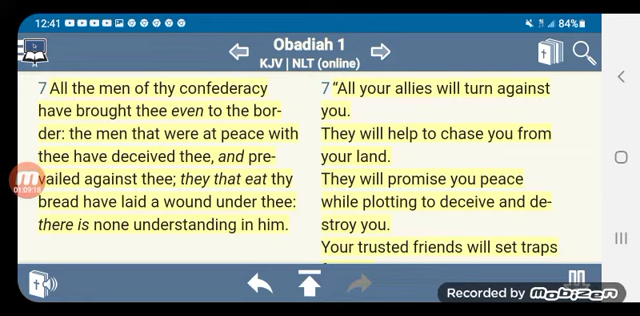 12:41
84%
Obadiah 1
KJV | NLT (online)
7 All the men of thy confederacy
have brought thee even to the bor-
der: the men that were at peace with
thee have deceived thee, and pre-
vailed against thee; they that eat thy
bread have laid a wound under thee:
there is none understanding in him.
7 “All your allies will turn against
you.
They will help to chase you from
your land.
They will promise you peace
while plotting to deceive and de-
stroy you.
Your trusted friends will set traps
01:09:18
Recorded by Mobizen